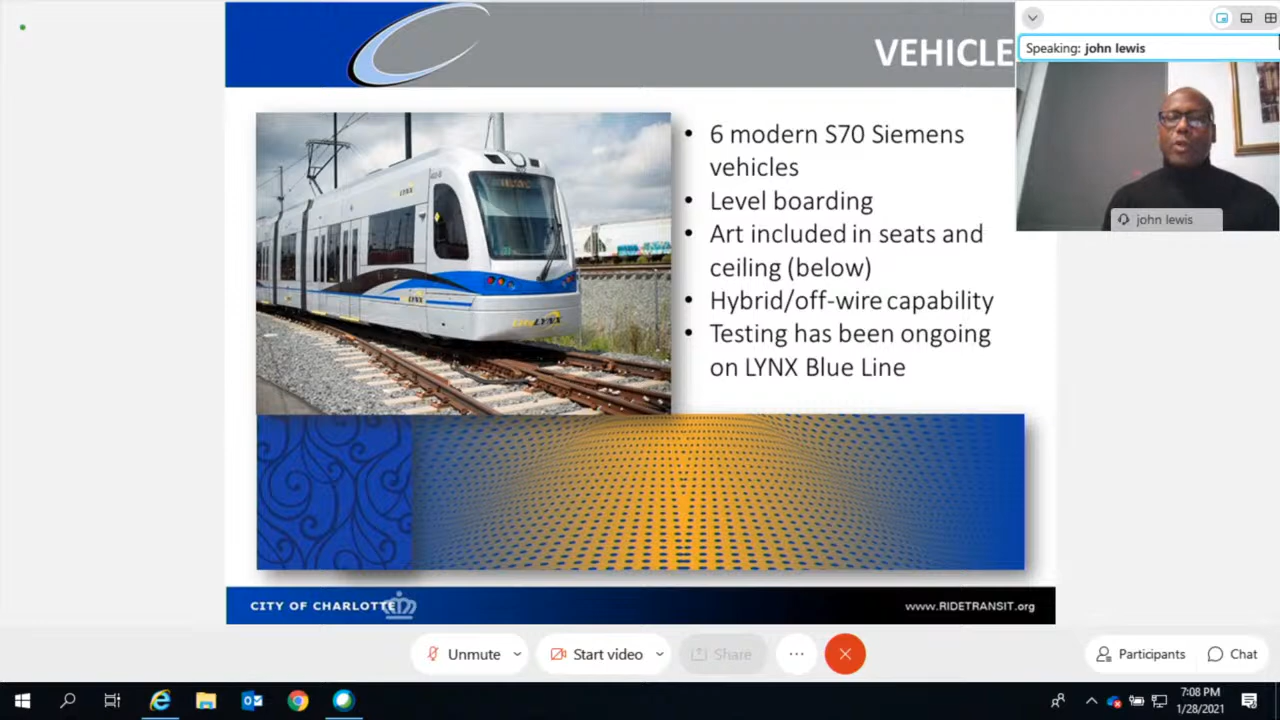 VEHICLE
Speaking: john lewis
john lewis
6 modern S70 Siemens
vehicles
Level boarding
Art included in seats and
ceiling (below)
Hybrid/off-wire capability
Testing has been ongoing
on LYNX Blue Line
LYNX
LYNX
CITY OF CHARLOTTE
www.RIDETRANSIT.org
Unmute
Start video
Share
Participants
Chat
7:08 PM
1/28/2021